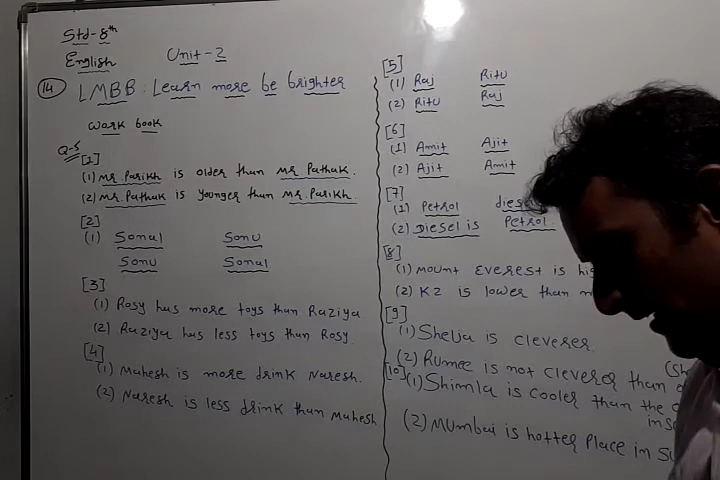 Std-8th
English
Unit-2
14 LMBB: Learn more be brighter
work book
Q-5
[1]
(1) Mr. Parikh is older than Mr Pathak.
(2) Mr. Pathak is younger than Mr. Parikh.
[2]
(1) Sonal Sonu
Sonu Sonal
[3]
(1) Rosy has more toys than Raziya
(2) Raziya has less toys than Rosy.
[4]
(1) Mahesh is more drink Naresh.
(2) Naresh is less drink than Mahesh
[5]
(1) Raj Ritu
(2) Ritu Raj
[6]
(1) Amit Ajit
(2) Ajit Amit
[7]
(1) Petrol
(2) Diesel is Petrol.
[8]
(1) Mount Everest is
(2) K2 is lower than
[9]
(1) Shelja is cleverer.
(2) Rumee is not cleverer than
[10]
(1) Shimla is cooler than the
(2) Mumbai is hotter place in